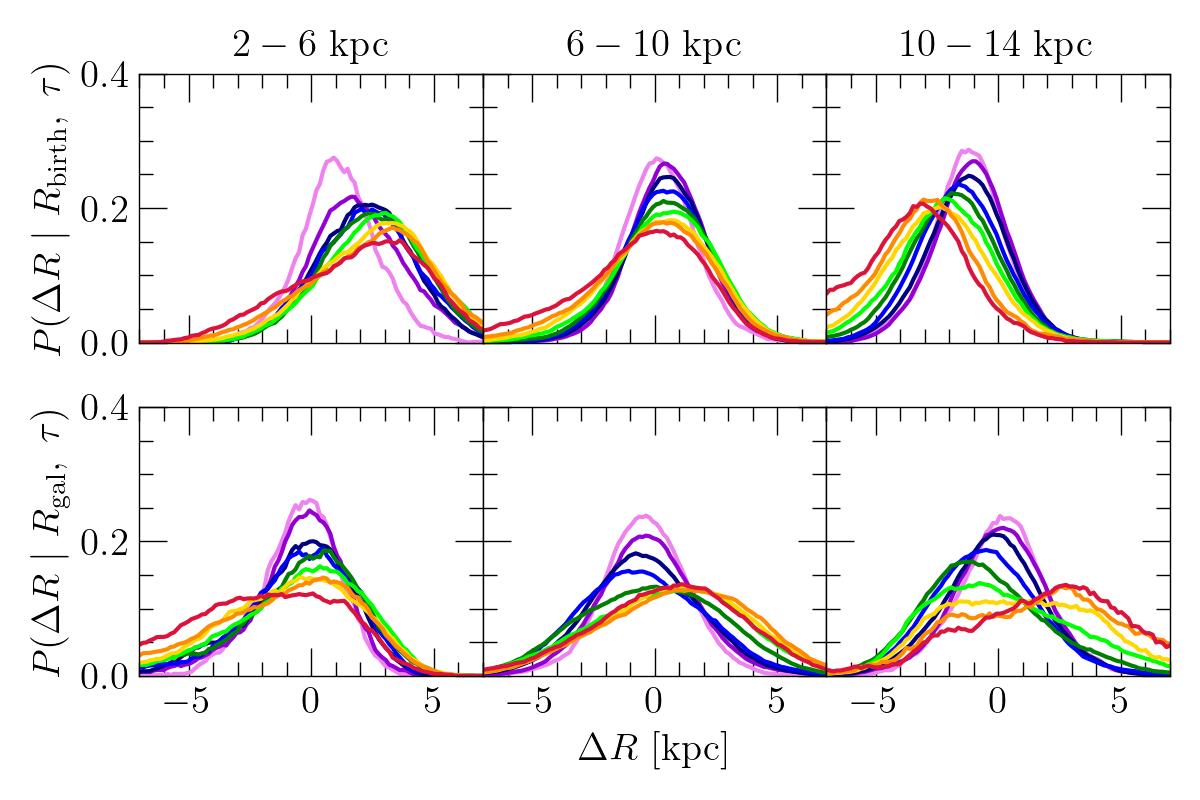 2 − 6 kpc
6 − 10 kpc
10 − 14 kpc
P(ΔR | R_birth, τ)
0.4
0.2
0.0
P(ΔR | R_gal, τ)
0.4
0.2
0.0
−5 0 5
−5 0 5
−5 0 5
ΔR [kpc]